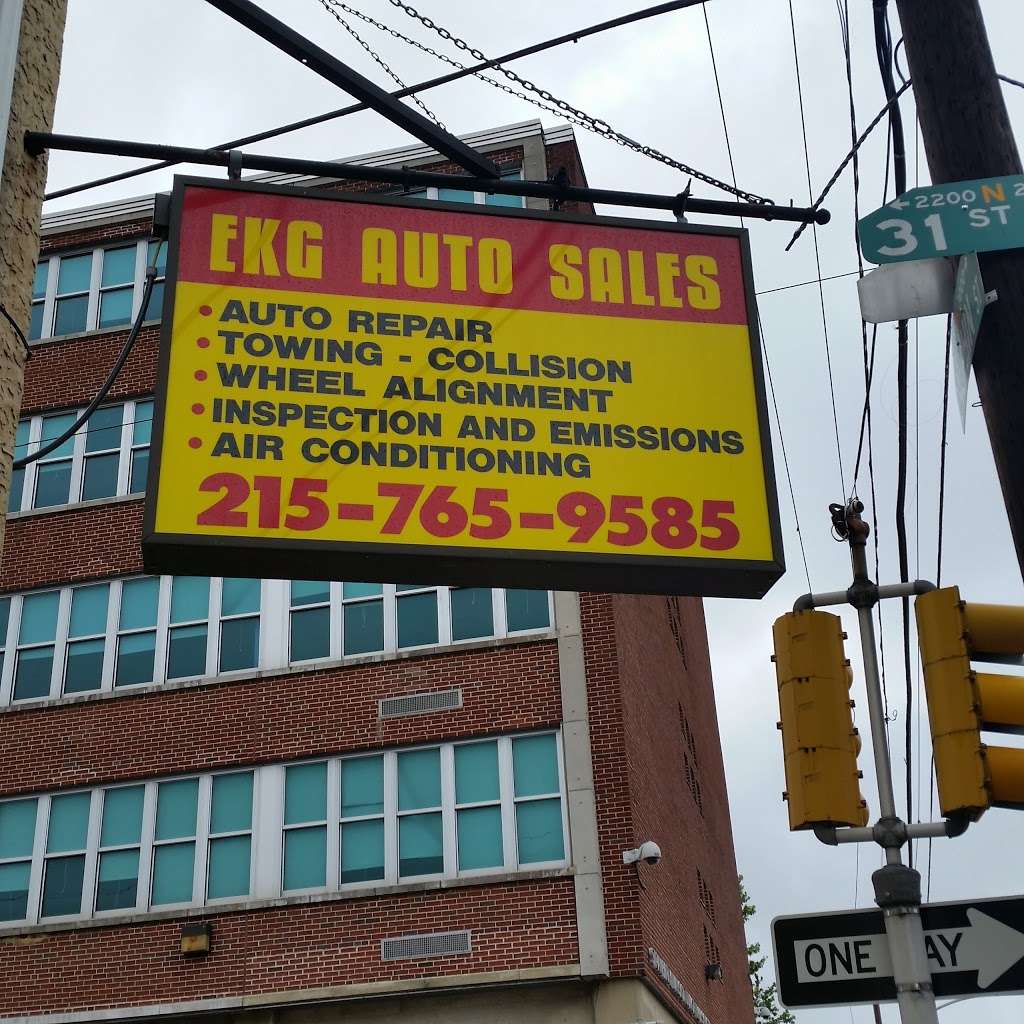 EKG AUTO SALES
• AUTO REPAIR
• TOWING - COLLISION
• WHEEL ALIGNMENT
• INSPECTION AND EMISSIONS
• AIR CONDITIONING
215-765-9585
← 2200 N
31 ST
ONE WAY